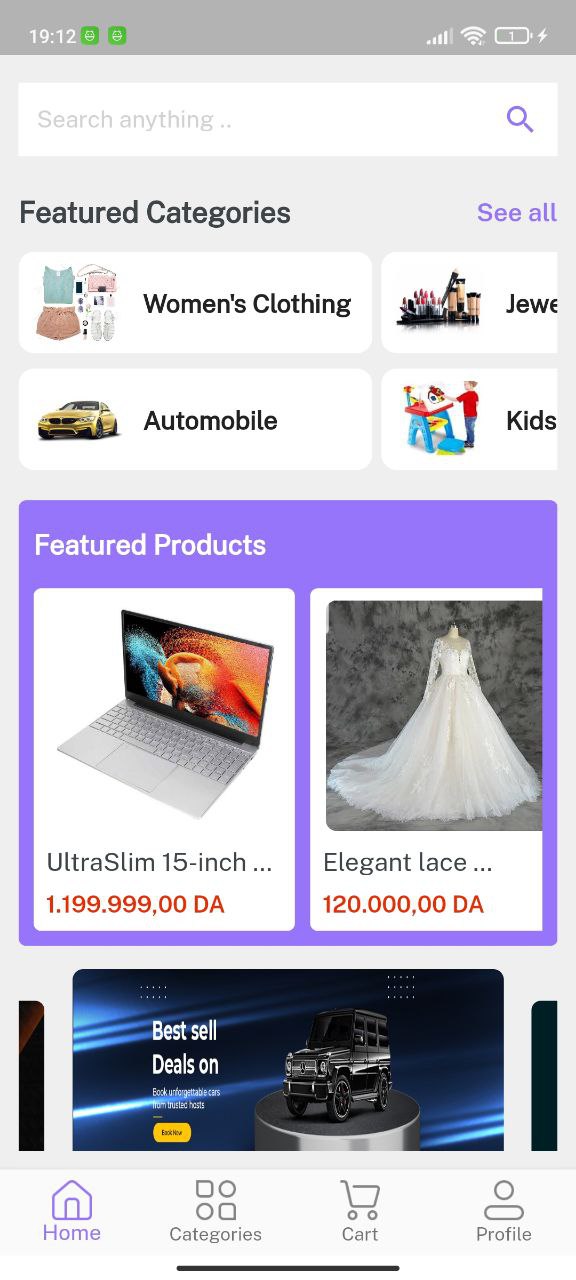 19:12
1
Search anything ..
Featured Categories
See all
Women's Clothing
Jewe
Automobile
Kids
Featured Products
UltraSlim 15-inch ...
Elegant lace ...
1.199.999,00 DA
120.000,00 DA
Best sell
Deals on
Book unforgettable cars
from trusted hosts
Book Now
Home
Categories
Cart
Profile